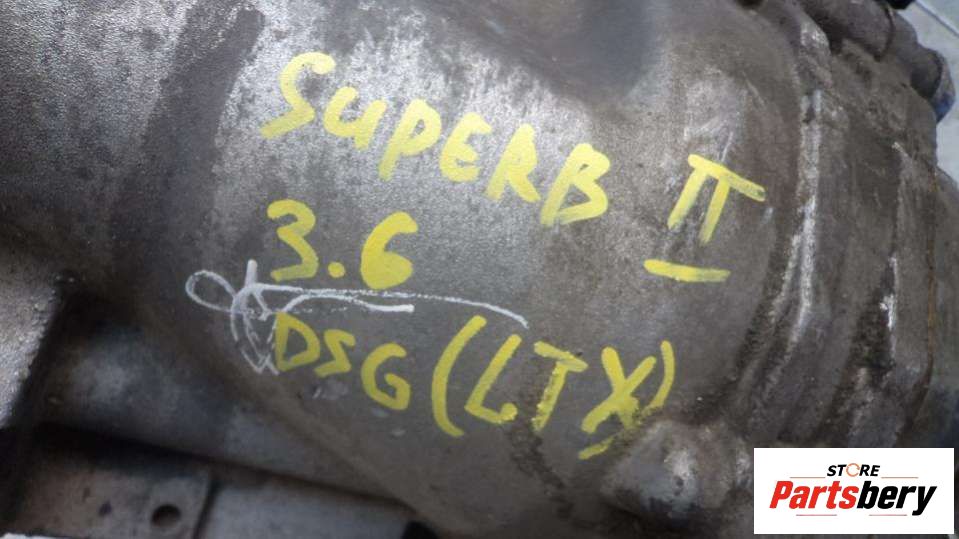 SUPERB II
3.6
DSG (LTX)
STORE
Partsbery